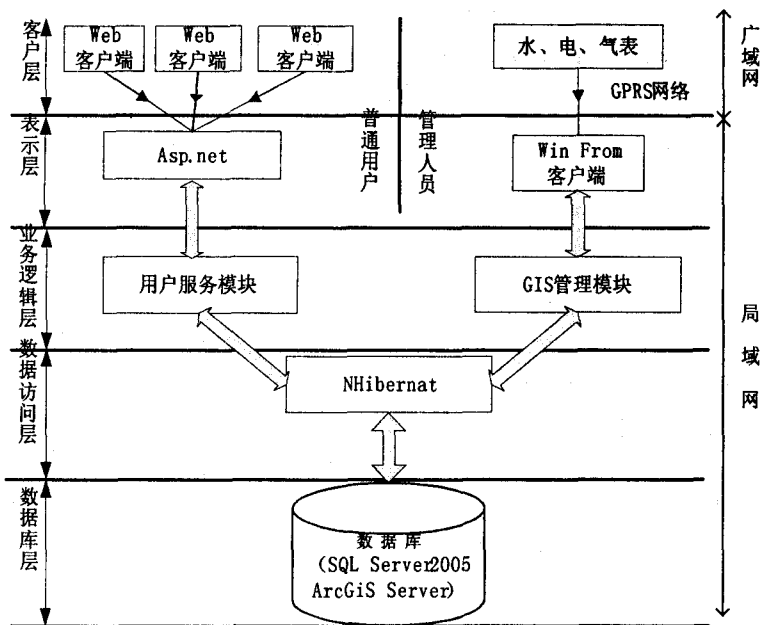 客户层
Web
客户端
Web
客户端
Web
客户端
水、电、气表
GPRS网络
广域网
表示层
Asp.net
普通用户
管理人员
Win From
客户端
业务逻辑层
用户服务模块
GIS管理模块
局域网
数据访问层
NHibernat
数据库层
数据库
(SQL Server2005
ArcGiS Server)